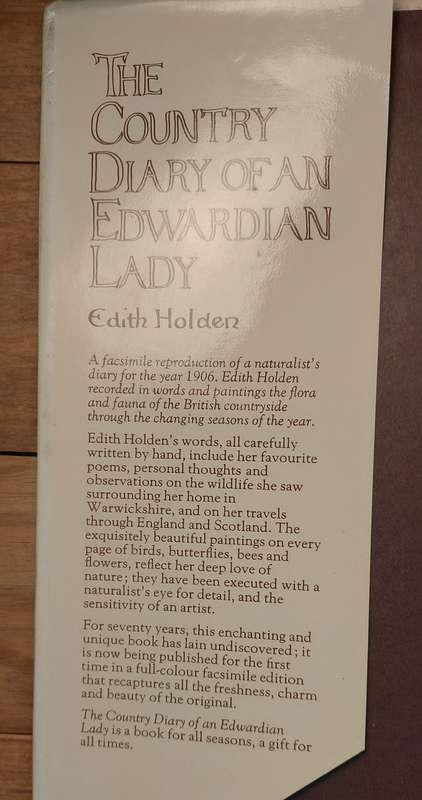 THE
COUNTRY
DIARY OF AN
EDWARDIAN
LADY
Edith Holden
A facsimile reproduction of a naturalist's
diary for the year 1906. Edith Holden
recorded in words and paintings the flora
and fauna of the British countryside
through the changing seasons of the year.
Edith Holden's words, all carefully
written by hand, include her favourite
poems, personal thoughts and
observations on the wildlife she saw
surrounding her home in
Warwickshire, and on her travels
through England and Scotland. The
exquisitely beautiful paintings on every
page of birds, butterflies, bees and
flowers, reflect her deep love of
nature; they have been executed with a
naturalist's eye for detail, and the
sensitivity of an artist.
For seventy years, this enchanting and
unique book has lain undiscovered; it
is now being published for the first
time in a full-colour facsimile edition
that recaptures all the freshness, charm
and beauty of the original.
The Country Diary of an Edwardian
Lady is a book for all seasons, a gift for
all times.